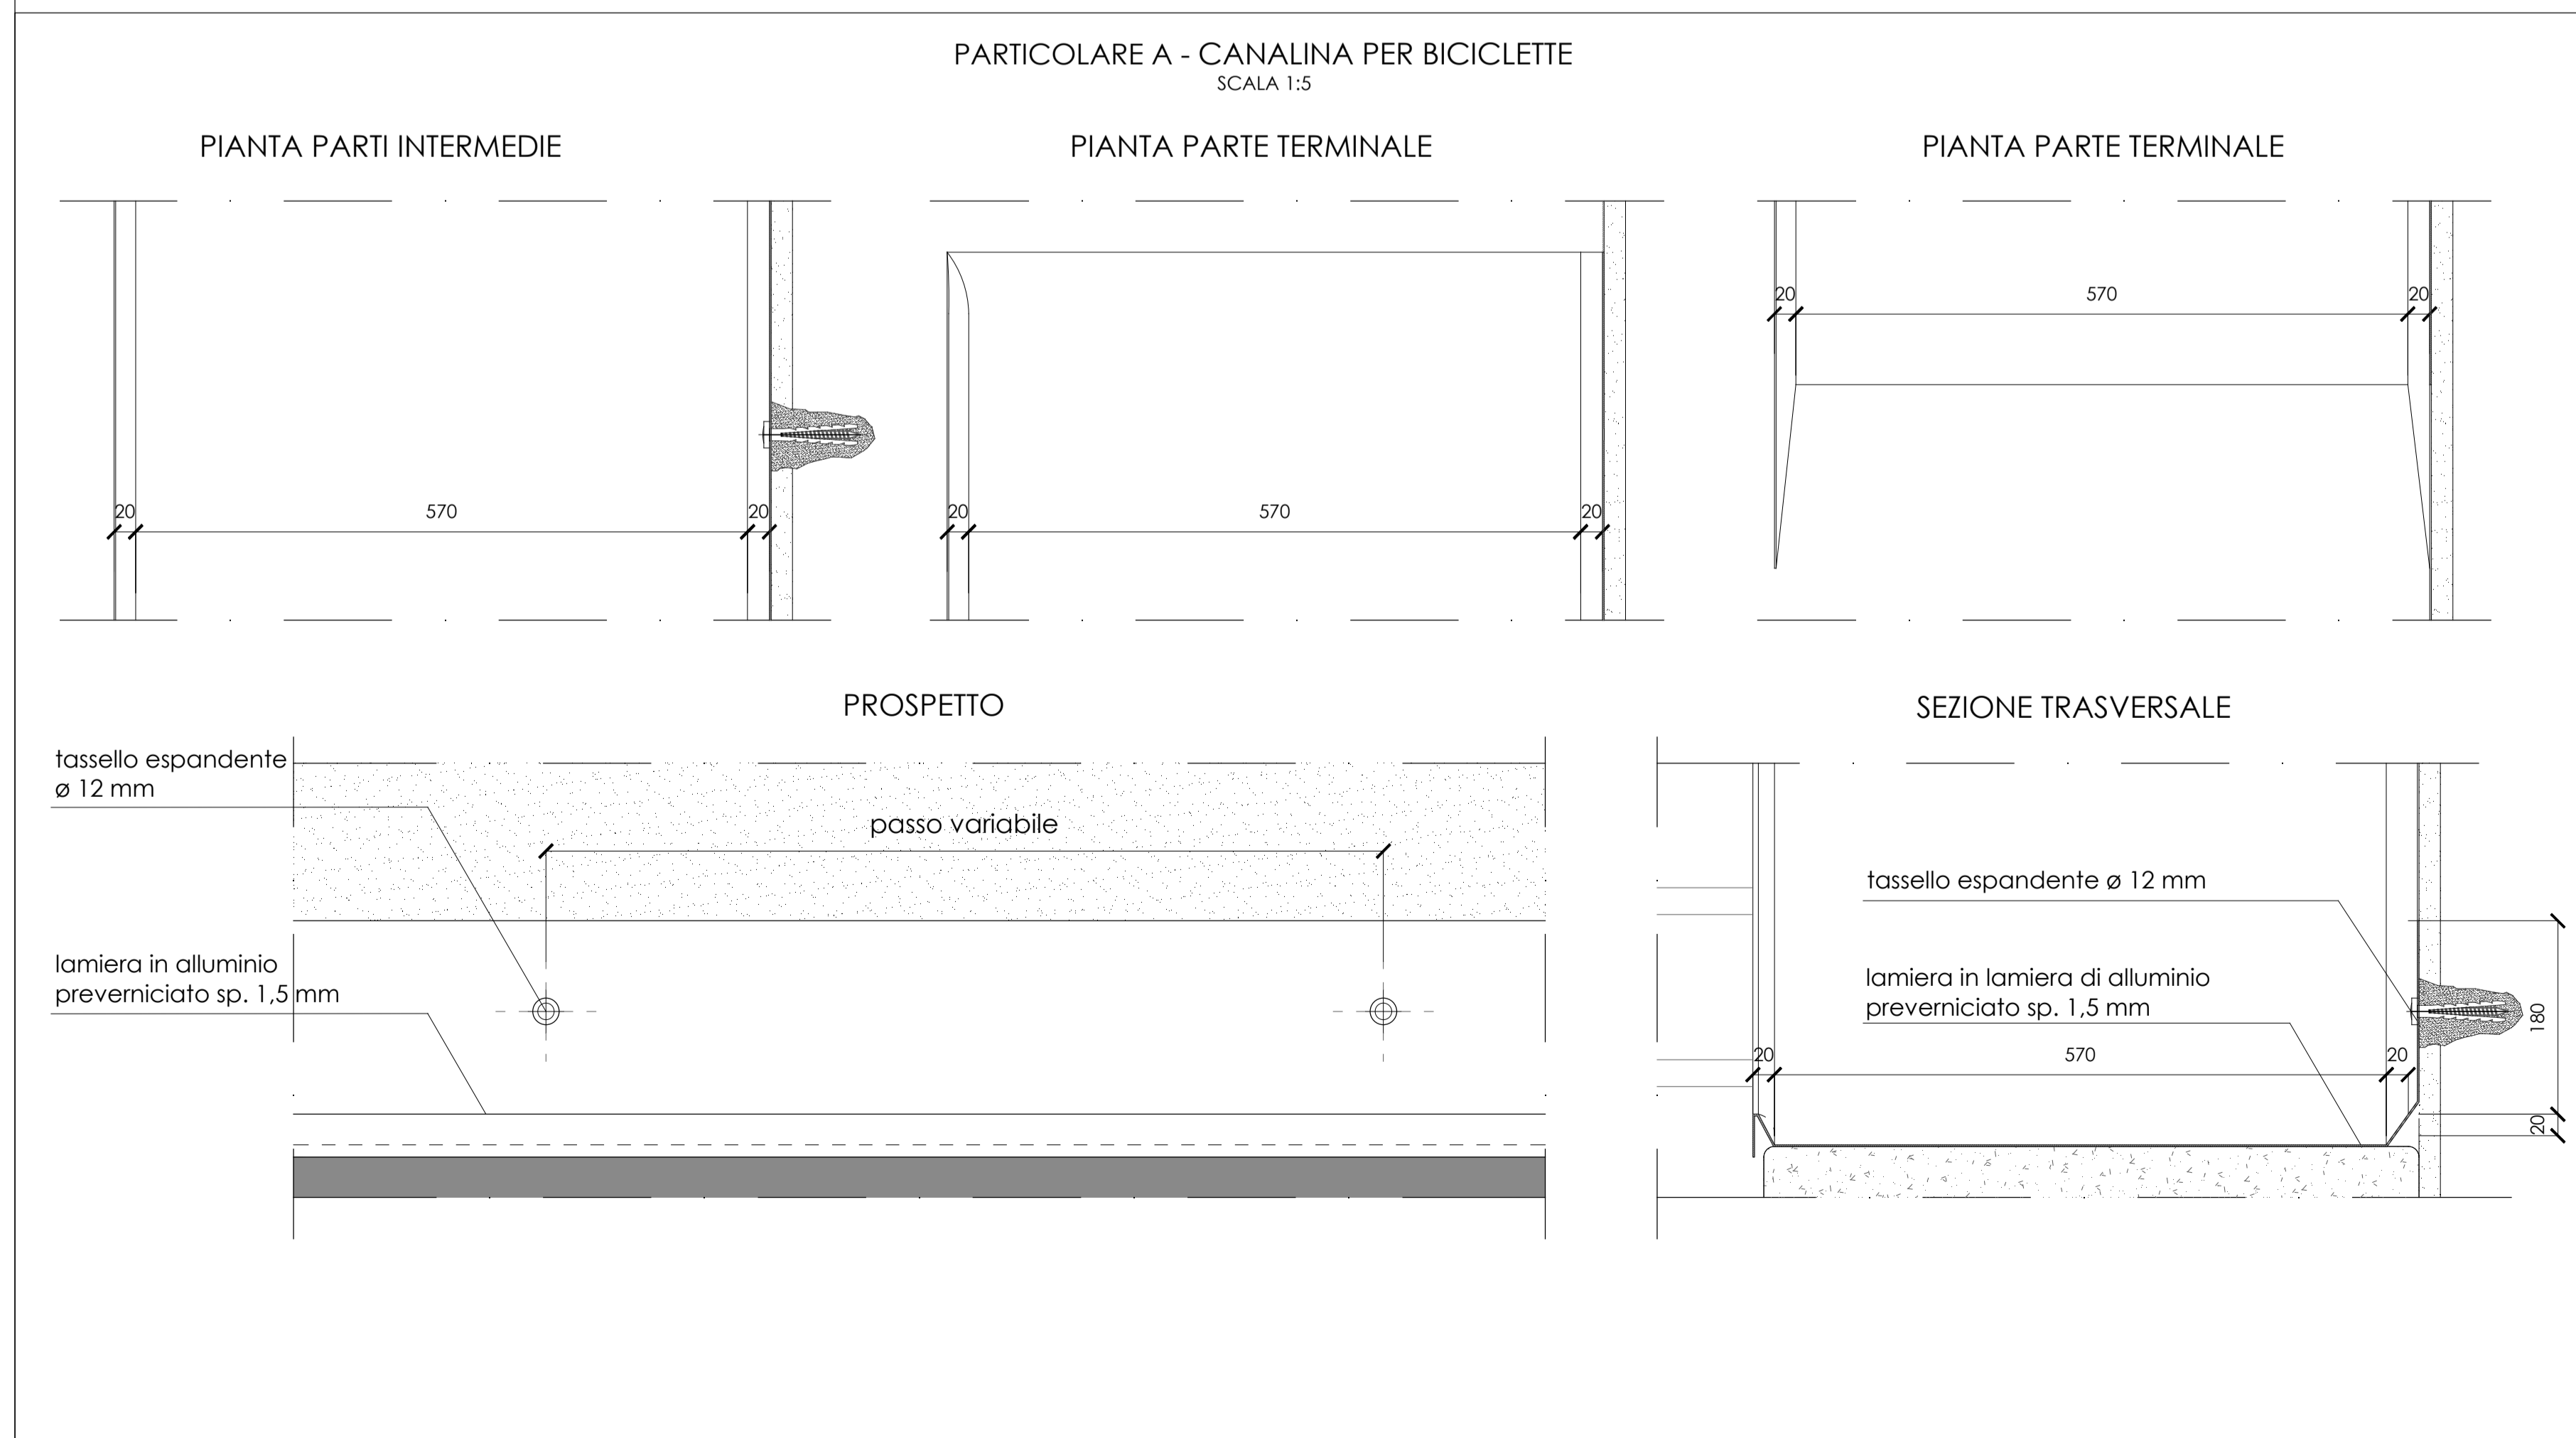 PARTICOLARE A - CANALINA PER BICICLETTE
SCALA 1:5
PIANTA PARTI INTERMEDIE
PIANTA PARTE TERMINALE
PIANTA PARTE TERMINALE
20 570 20
20 570 20
20 570 20
PROSPETTO
tassello espandente
ø 12 mm
passo variabile
lamiera in alluminio
preverniciato sp. 1,5 mm
SEZIONE TRASVERSALE
tassello espandente ø 12 mm
lamiera in lamiera di alluminio
preverniciato sp. 1,5 mm
20 570 20
180
20